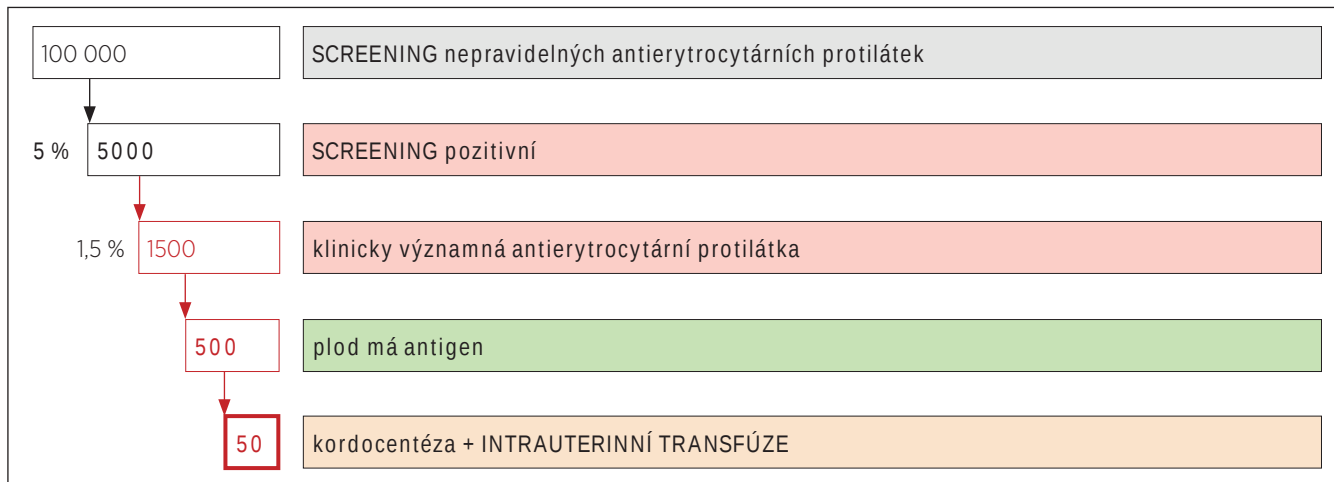 100 000 SCREENING nepravidelných antierytrocytárních protilátek
5 % 5000 SCREENING pozitivní
1,5 % 1500 klinicky významná antierytrocytární protilátka
500 plod má antigen
50 kordocentéza + INTRAUTERINNÍ TRANSFÚZE